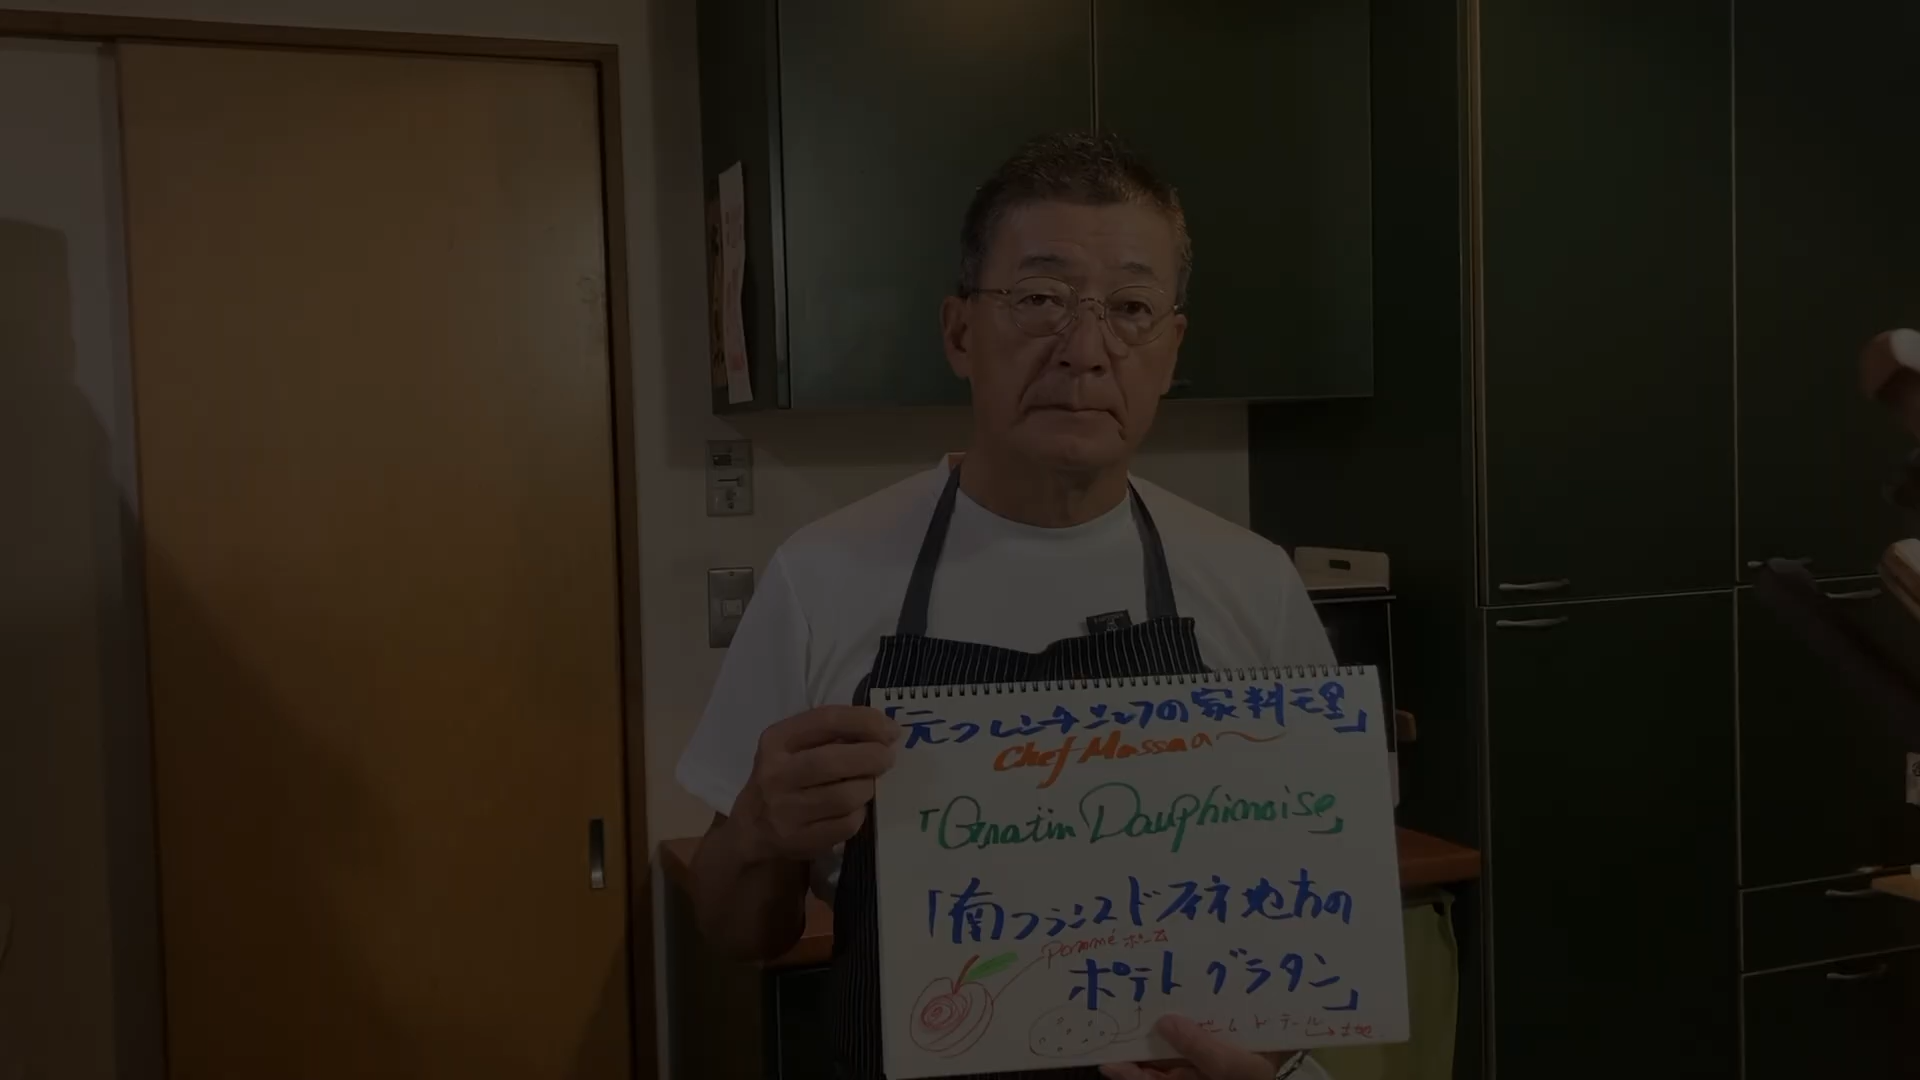 「元フレンチシェフの家料理」
Chef Massaの〜
「Gratin Dauphinoise」
「南フランスドフィネ地方の
Pommé ポンム
ポテトグラタン」